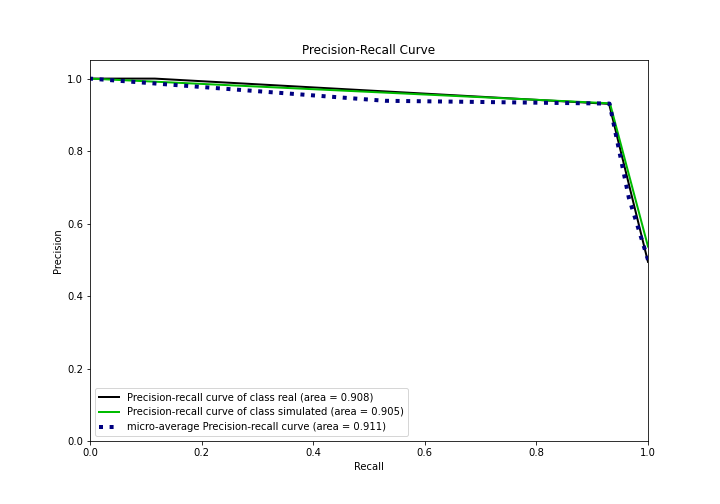 Precision-Recall Curve
1.0
0.8
0.6
0.4
0.2
0.0
Precision
Precision-recall curve of class real (area = 0.908)
Precision-recall curve of class simulated (area = 0.905)
micro-average Precision-recall curve (area = 0.911)
0.0 0.2 0.4 0.6 0.8 1.0
Recall